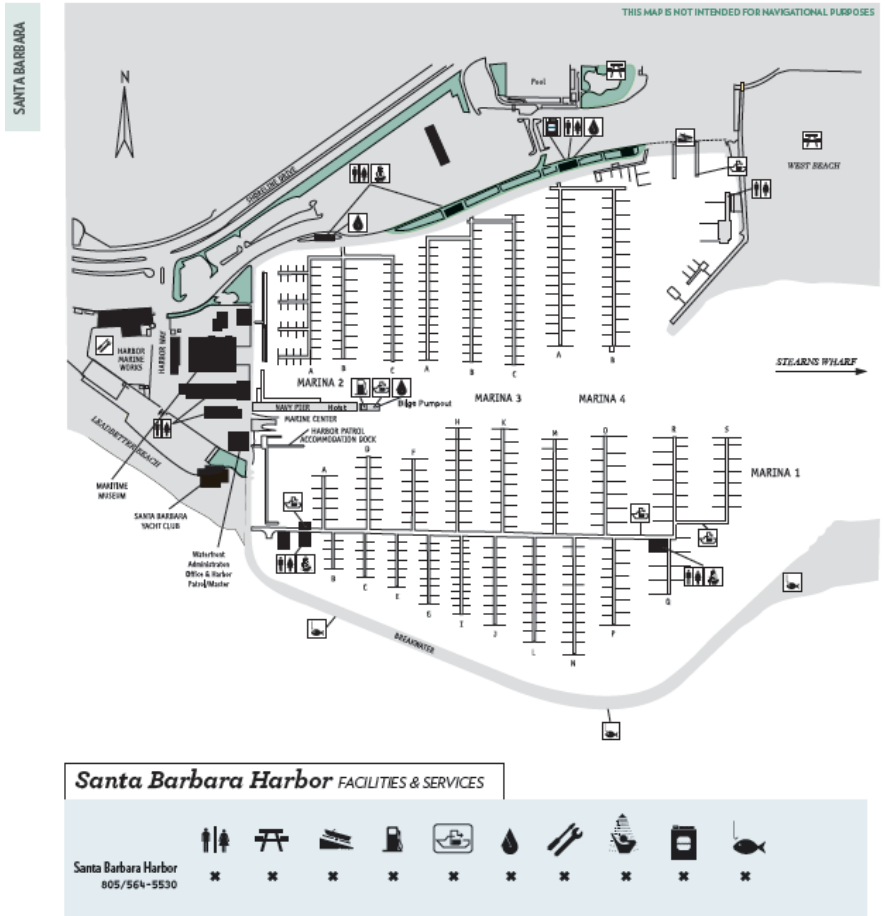 THIS MAP IS NOT INTENDED FOR NAVIGATIONAL PURPOSES
SANTA BARBARA
N
Pool
WEST BEACH
SHORELINE DRIVE
HARBOR
MARINE
WORKS
HARBOR WAY
STEARNS WHARF
A
B
C
A
B
C
A
B
MARINA 2
MARINA 3
MARINA 4
Bilge Pumpout
NAVY PIER
Hoist
MARINE CENTER
HARBOR PATROL
ACCOMMODATION DOCK
LEADBETTER BEACH
MARITIME
MUSEUM
SANTA BARBARA
YACHT CLUB
Waterfront
Administration
Office & Harbor
Patrol/Master
A
D
F
H
K
M
O
R
S
MARINA 1
B
C
E
G
I
J
L
N
P
Q
BREAKWATER
Santa Barbara Harbor FACILITIES & SERVICES
Santa Barbara Harbor
805/564-5530